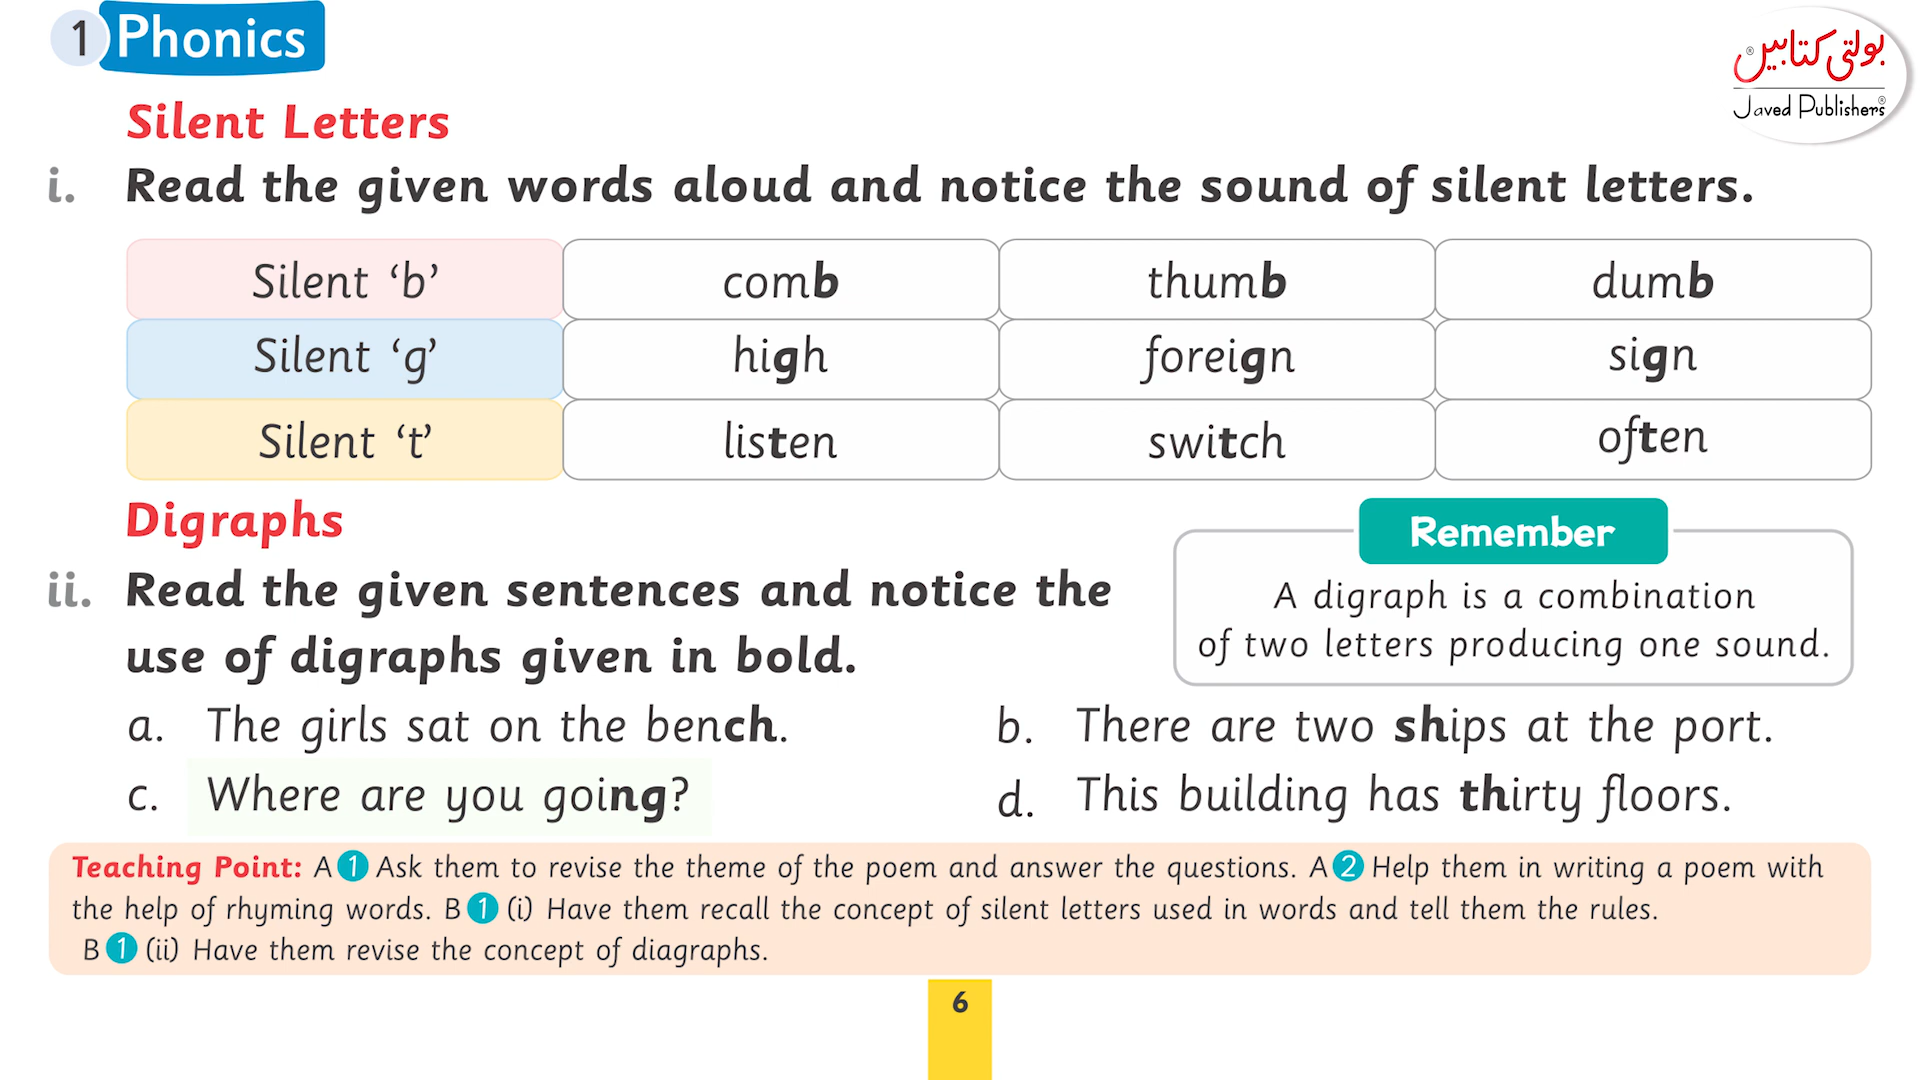 1 Phonics
بولتی کتابیں®
Javed Publishers®
Silent Letters
i. Read the given words aloud and notice the sound of silent letters.
Silent ‘b’ comb thumb dumb
Silent ‘g’ high foreign sign
Silent ‘t’ listen switch often
Digraphs
ii. Read the given sentences and notice the
use of digraphs given in bold.
Remember
A digraph is a combination
of two letters producing one sound.
a. The girls sat on the bench.
b. There are two ships at the port.
c. Where are you going?
d. This building has thirty floors.
Teaching Point: A 1 Ask them to revise the theme of the poem and answer the questions. A 2 Help them in writing a poem with
the help of rhyming words. B 1 (i) Have them recall the concept of silent letters used in words and tell them the rules.
B 1 (ii) Have them revise the concept of diagraphs.
6